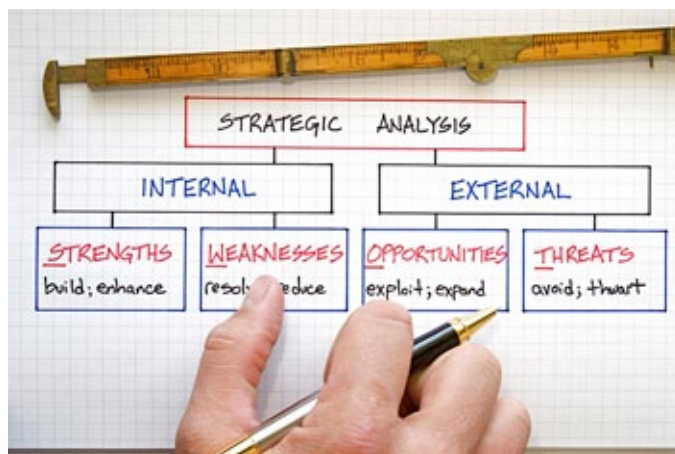 STRATEGIC ANALYSIS
INTERNAL
EXTERNAL
STRENGTHS
build; enhance
WEAKNESSES
OPPORTUNITIES
exploit; expand
THREATS
avoid; thwart